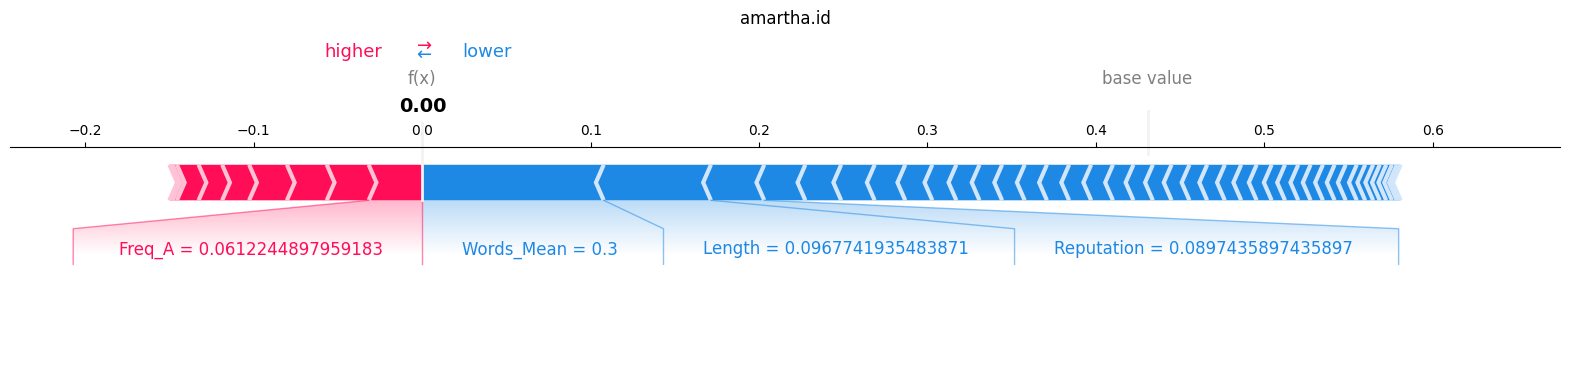 amartha.id
higher ⇄ lower
f(x) base value
0.00
−0.2 −0.1 0 0 0.1 0.2 0.3 0.4 0.5 0.6
Freq_A = 0.0612244897959183 Words_Mean = 0.3 Length = 0.0967741935483871 Reputation = 0.0897435897435897